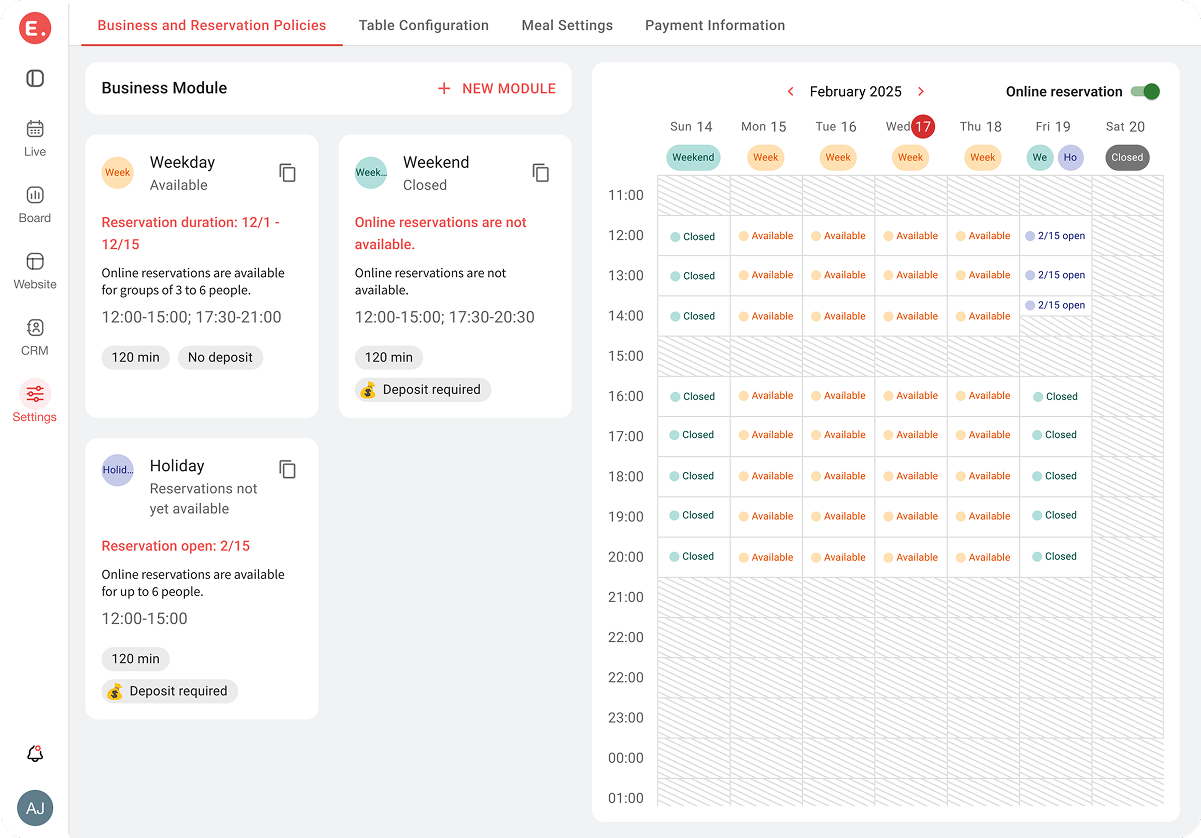 E.
Business and Reservation Policies
Table Configuration
Meal Settings
Payment Information
Live
Board
Website
CRM
Settings
AJ
Business Module
+ NEW MODULE
Week
Weekday
Available
Reservation duration: 12/1 -
12/15
Online reservations are available
for groups of 3 to 6 people.
12:00-15:00; 17:30-21:00
120 min
No deposit
Week...
Weekend
Closed
Online reservations are not
available.
Online reservations are not
available.
12:00-15:00; 17:30-20:30
120 min
Deposit required
Holid...
Holiday
Reservations not
yet available
Reservation open: 2/15
Online reservations are available
for up to 6 people.
12:00-15:00
120 min
Deposit required
February 2025
Online reservation
Sun 14 Mon 15 Tue 16 Wed 17 Thu 18 Fri 19 Sat 20
Weekend Week Week Week Week We Ho Closed
11:00
12:00 Closed Available Available Available Available 2/15 open
13:00 Closed Available Available Available Available 2/15 open
14:00 Closed Available Available Available Available 2/15 open
15:00
16:00 Closed Available Available Available Available Closed
17:00 Closed Available Available Available Available Closed
18:00 Closed Available Available Available Available Closed
19:00 Closed Available Available Available Available Closed
20:00 Closed Available Available Available Available Closed
21:00
22:00
22:00
23:00
00:00
01:00